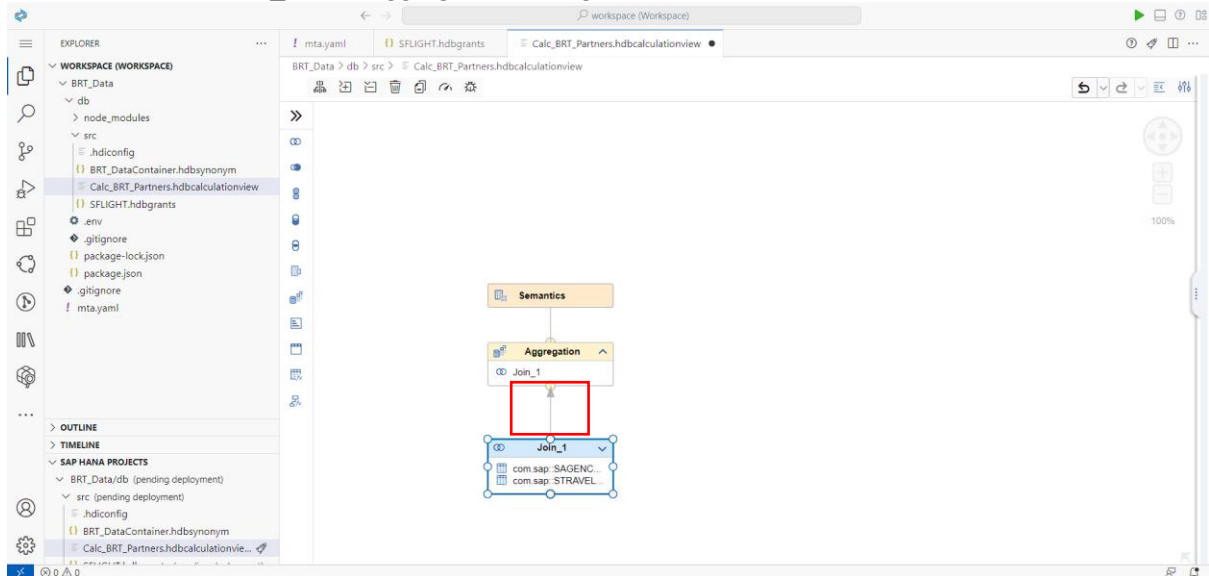 workspace (Workspace)
EXPLORER
! mta.yaml
{} SFLIGHT.hdbgrants
Calc_BRT_Partners.hdbcalculationview
WORKSPACE (WORKSPACE)
BRT_Data > db > src > Calc_BRT_Partners.hdbcalculationview
BRT_Data
db
node_modules
src
.hdiconfig
{} BRT_DataContainer.hdbsynonym
Calc_BRT_Partners.hdbcalculationview
{} SFLIGHT.hdbgrants
.env
.gitignore
{} package-lock.json
{} package.json
.gitignore
! mta.yaml
100%
Semantics
Aggregation
Join_1
Join_1
com.sap::SAGENC...
com.sap::STRAVEL...
OUTLINE
TIMELINE
SAP HANA PROJECTS
BRT_Data/db (pending deployment)
src (pending deployment)
.hdiconfig
{} BRT_DataContainer.hdbsynonym
Calc_BRT_Partners.hdbcalculationvie...
0 0